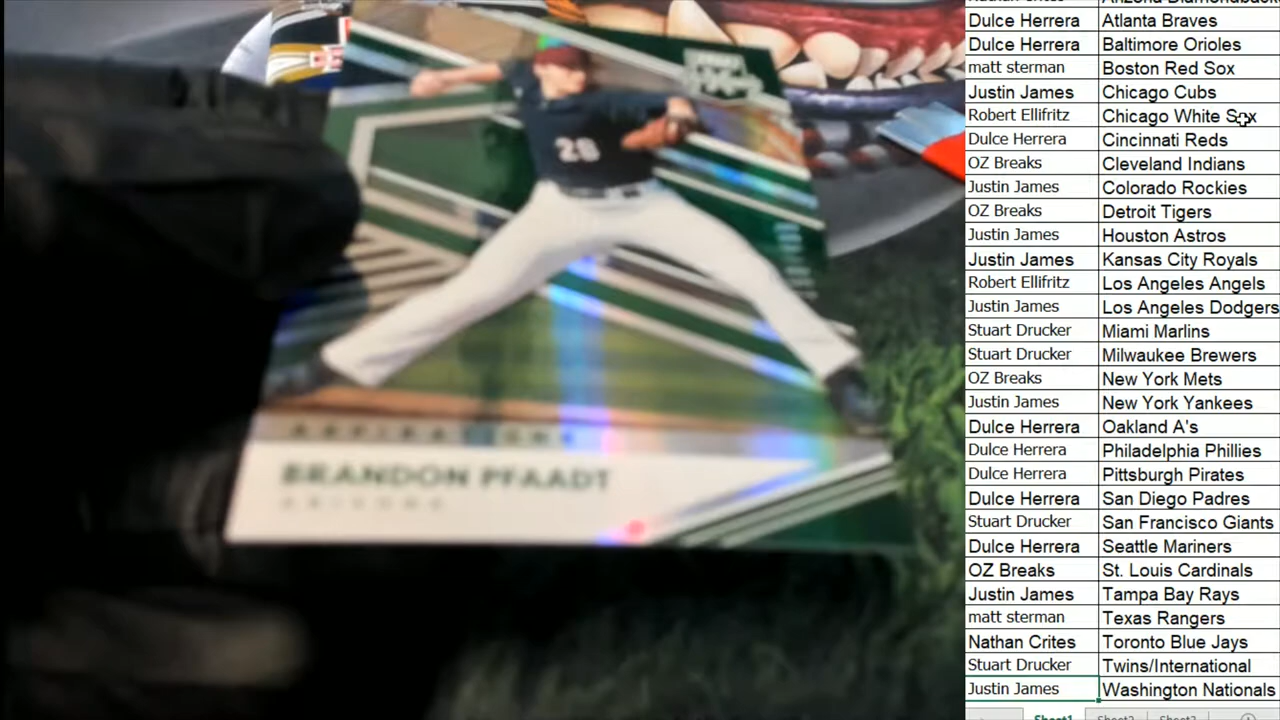 Dulce Herrera Atlanta Braves
Dulce Herrera Baltimore Orioles
matt sterman Boston Red Sox
Justin James Chicago Cubs
Robert Ellifritz Chicago White Sox
Dulce Herrera Cincinnati Reds
OZ Breaks Cleveland Indians
Justin James Colorado Rockies
OZ Breaks Detroit Tigers
Justin James Houston Astros
Justin James Kansas City Royals
Robert Ellifritz Los Angeles Angels
Justin James Los Angeles Dodgers
Stuart Drucker Miami Marlins
Stuart Drucker Milwaukee Brewers
OZ Breaks New York Mets
Justin James New York Yankees
Dulce Herrera Oakland A's
Dulce Herrera Philadelphia Phillies
Dulce Herrera Pittsburgh Pirates
Dulce Herrera San Diego Padres
Stuart Drucker San Francisco Giants
Dulce Herrera Seattle Mariners
OZ Breaks St. Louis Cardinals
Justin James Tampa Bay Rays
matt sterman Texas Rangers
Nathan Crites Toronto Blue Jays
Stuart Drucker Twins/International
Justin James Washington Nationals
Sheet1
28
BRANDON PFAADT